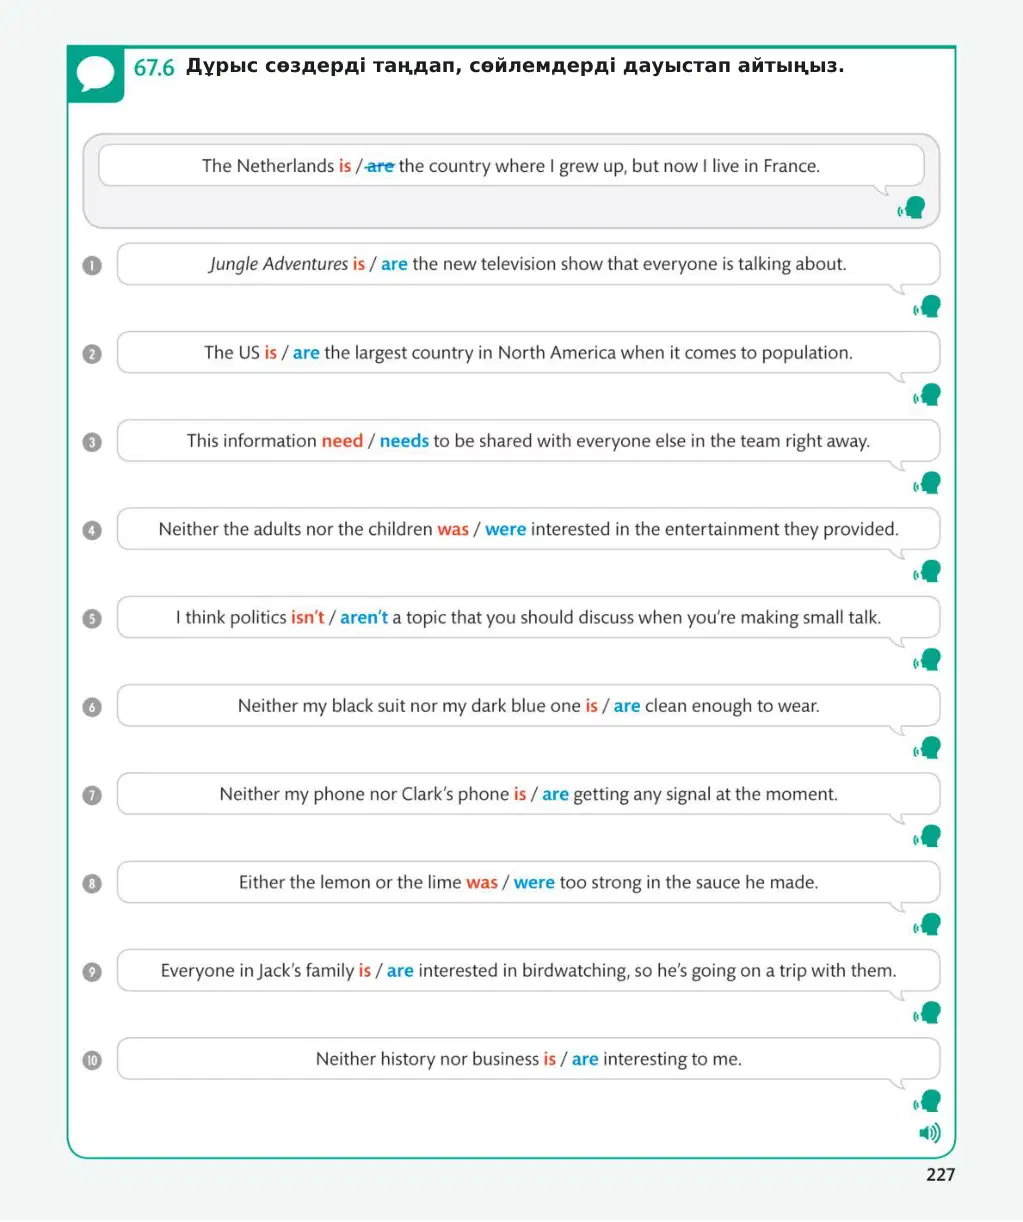 67.6 Дұрыс сөздерді таңдап, сөйлемдерді дауыстап айтыңыз.
The Netherlands is / are the country where I grew up, but now I live in France.
1 Jungle Adventures is / are the new television show that everyone is talking about.
2 The US is / are the largest country in North America when it comes to population.
3 This information need / needs to be shared with everyone else in the team right away.
4 Neither the adults nor the children was / were interested in the entertainment they provided.
5 I think politics isn't / aren't a topic that you should discuss when you're making small talk.
6 Neither my black suit nor my dark blue one is / are clean enough to wear.
7 Neither my phone nor Clark's phone is / are getting any signal at the moment.
8 Either the lemon or the lime was / were too strong in the sauce he made.
9 Everyone in Jack's family is / are interested in birdwatching, so he's going on a trip with them.
10 Neither history nor business is / are interesting to me.
227